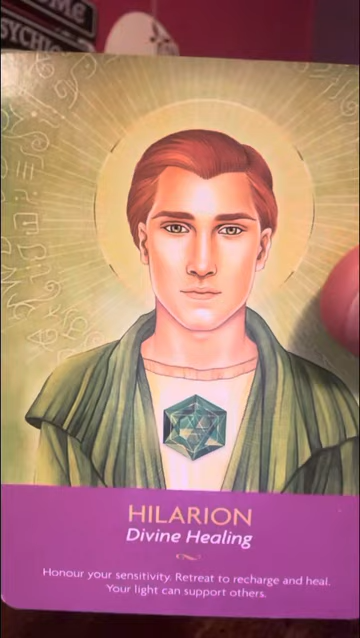 PSYCHIC
HILARION
Divine Healing
Honour your sensitivity. Retreat to recharge and heal.
Your light can support others.